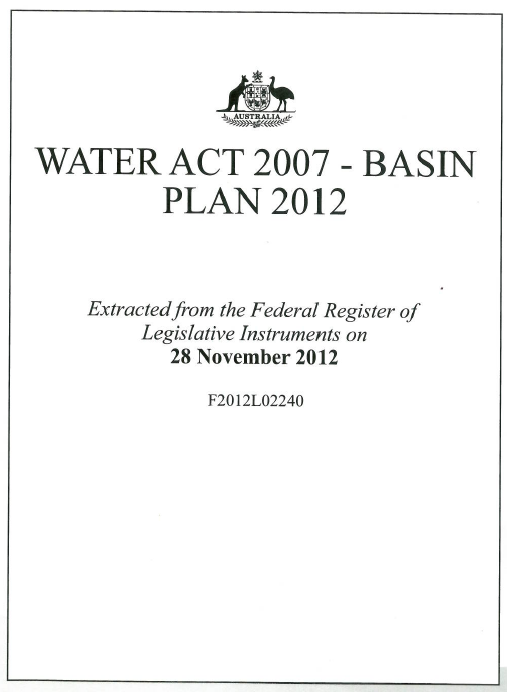 AUSTRALIA
WATER ACT 2007 - BASIN
PLAN 2012
Extracted from the Federal Register of
Legislative Instruments on
28 November 2012
F2012L02240